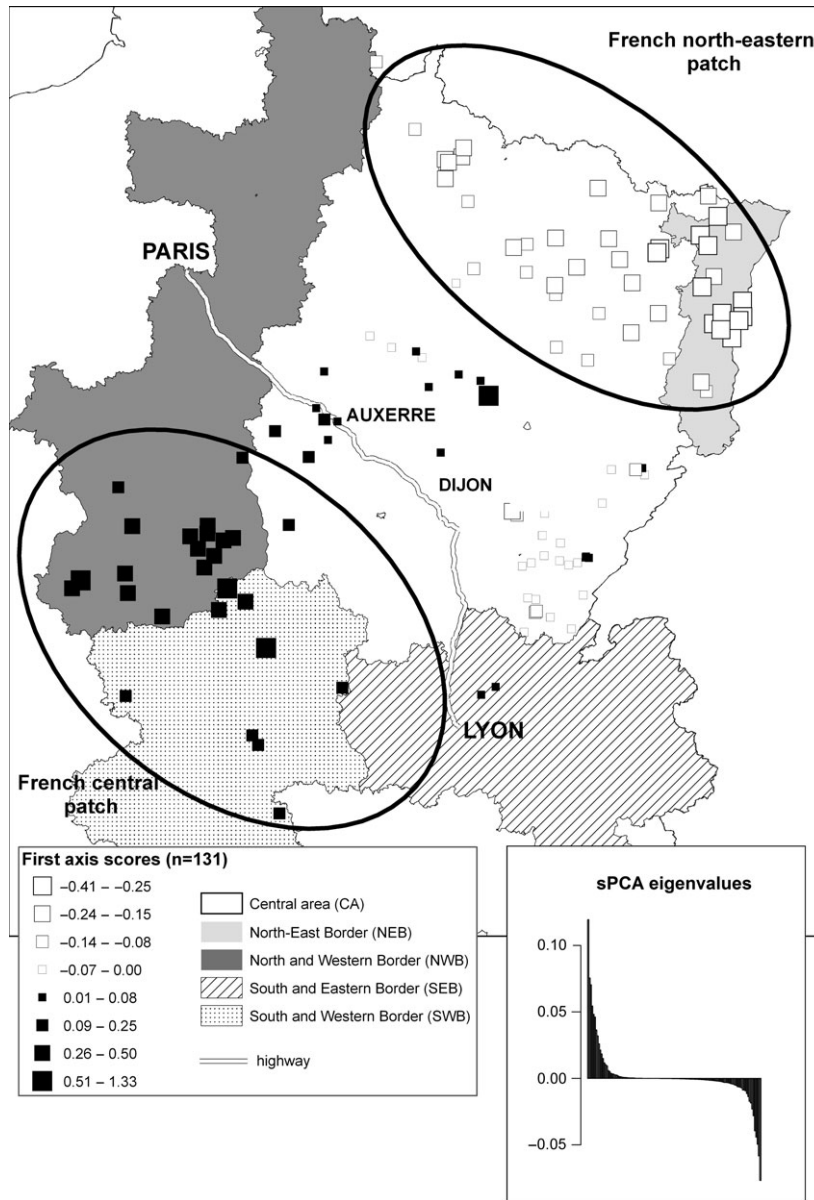 French north-eastern
patch
PARIS
AUXERRE
DIJON
LYON
French central
patch
First axis scores (n=131)
−0.41 – −0.25
−0.24 – −0.15
−0.14 – −0.08
−0.07 – 0.00
0.01 – 0.08
0.09 – 0.25
0.26 – 0.50
0.51 – 1.33
Central area (CA)
North-East Border (NEB)
North and Western Border (NWB)
South and Eastern Border (SEB)
South and Western Border (SWB)
highway
sPCA eigenvalues
0.10
0.05
0.00
−0.05